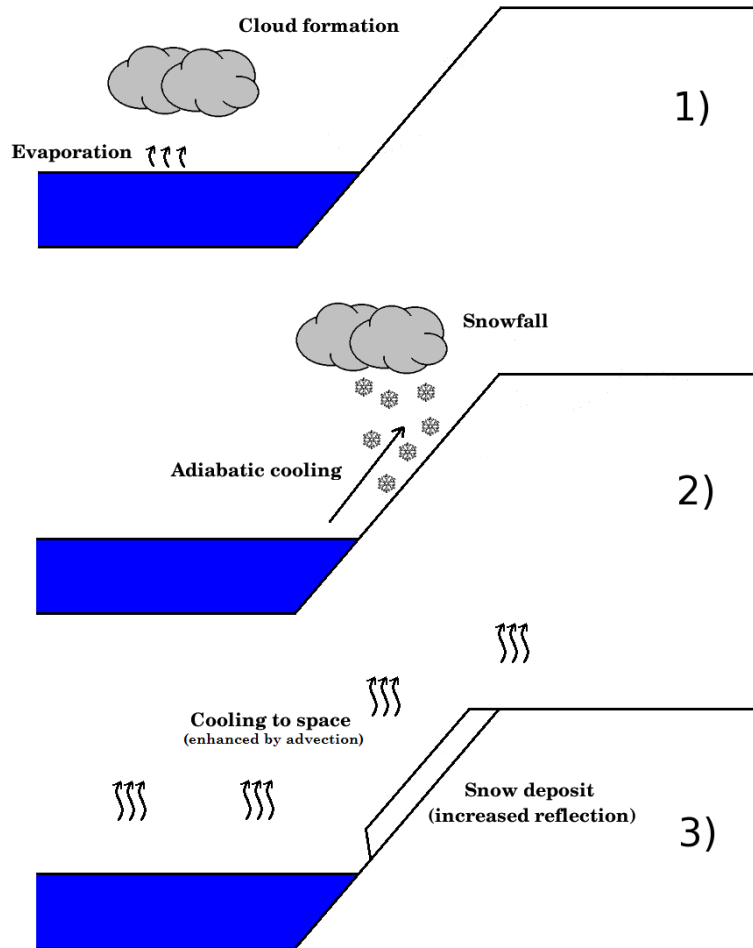 Cloud formation
1)
Evaporation
Snowfall
Adiabatic cooling
2)
Cooling to space
(enhanced by advection)
Snow deposit
(increased reflection)
3)